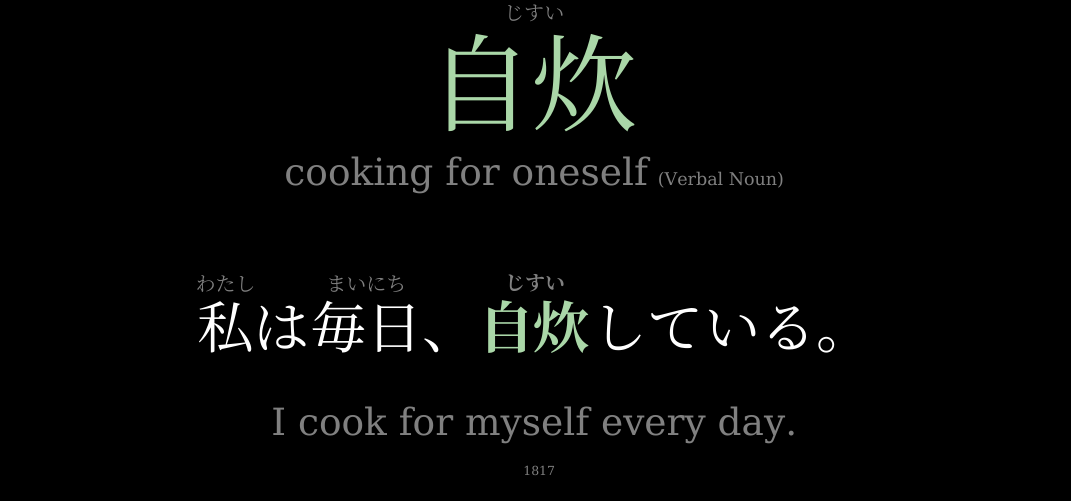 じすい
自炊
cooking for oneself (Verbal Noun)
わたし まいにち じすい
私は毎日、自炊している。
I cook for myself every day.
1817